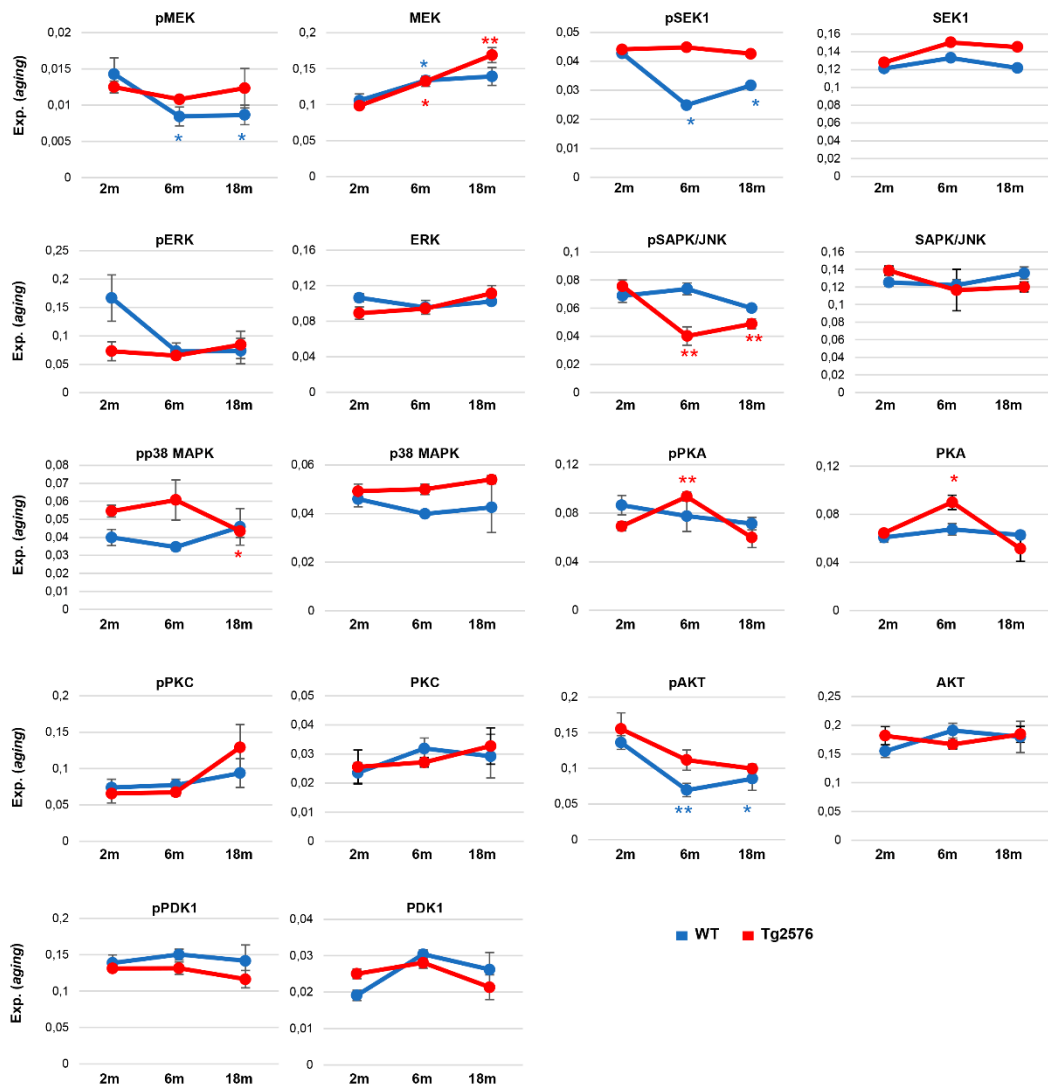 pMEK
0,02
0,015
0,01
0,005
0
Exp. (aging)
*
*
2m 6m 18m
MEK
0,2
0,15
0,1
0,05
0
*
*
**
2m 6m 18m
pSEK1
0,05
0,04
0,03
0,02
0,01
0
*
*
2m 6m 18m
SEK1
0,16
0,14
0,12
0,1
0,08
0,06
0,04
0,02
0
2m 6m 18m
pERK
0,25
0,2
0,15
0,1
0,05
0
Exp. (aging)
2m 6m 18m
ERK
0,16
0,12
0,08
0,04
0
2m 6m 18m
pSAPK/JNK
0,1
0,08
0,06
0,04
0,02
0
**
**
2m 6m 18m
SAPK/JNK
0,16
0,14
0,12
0,1
0,08
0,06
0,04
0,02
0
2m 6m 18m
pp38 MAPK
0,08
0,07
0,06
0,05
0,04
0,03
0,02
0,01
0
Exp. (aging)
*
2m 6m 18m
p38 MAPK
0,06
0,04
0,02
0
2m 6m 18m
pPKA
0,12
0,08
0,04
0
**
2m 6m 18m
PKA
0,12
0,08
0,04
0
*
2m 6m 18m
pPKC
0,2
0,15
0,1
0,05
0
Exp. (aging)
2m 6m 18m
PKC
0,05
0,04
0,03
0,02
0,01
0
2m 6m 18m
pAKT
0,2
0,15
0,1
0,05
0
**
*
2m 6m 18m
AKT
0,25
0,2
0,15
0,1
0,05
0
2m 6m 18m
pPDK1
0,2
0,15
0,1
0,05
0
Exp. (aging)
2m 6m 18m
PDK1
0,04
0,03
0,02
0,01
0
2m 6m 18m
WT Tg2576